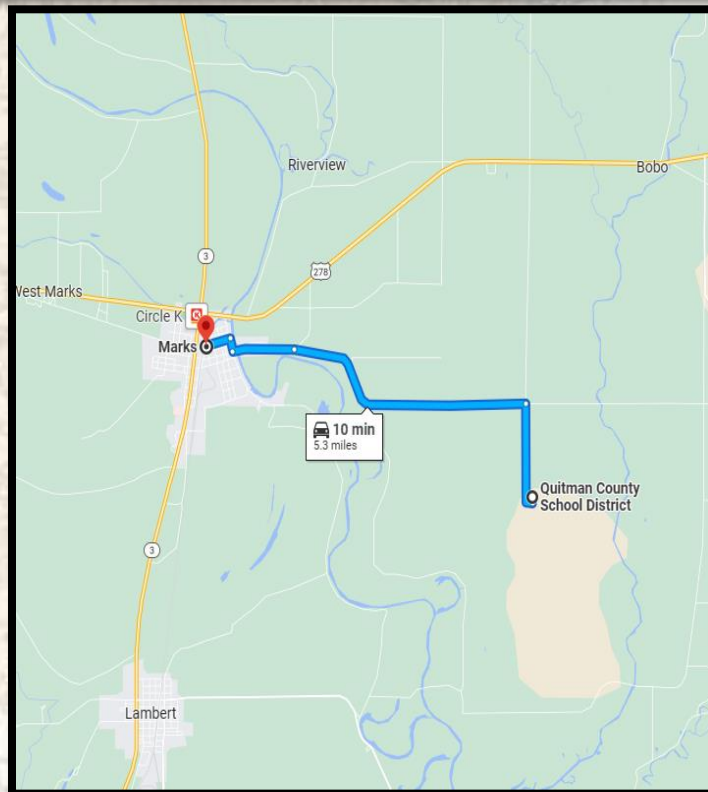 Riverview
Bobo
3
278
West Marks
Circle K
Marks
10 min
5.3 miles
Quitman County
School District
3
Lambert